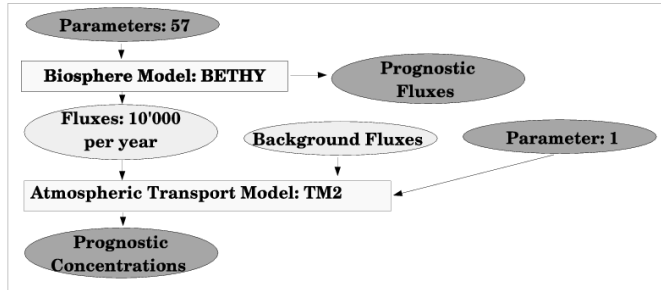 Parameters: 57
Biosphere Model: BETHY
Prognostic
Fluxes
Fluxes: 10'000
per year
Background Fluxes
Parameter: 1
Atmospheric Transport Model: TM2
Prognostic
Concentrations